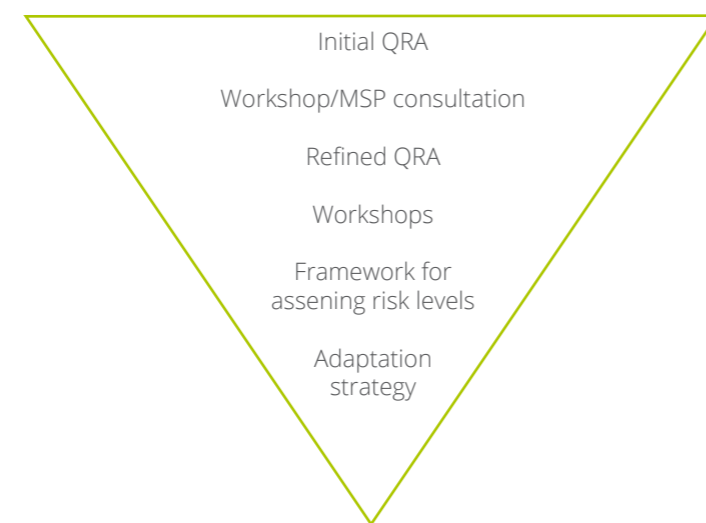 Initial QRA
Workshop/MSP consultation
Refined QRA
Workshops
Framework for
assening risk levels
Adaptation
strategy